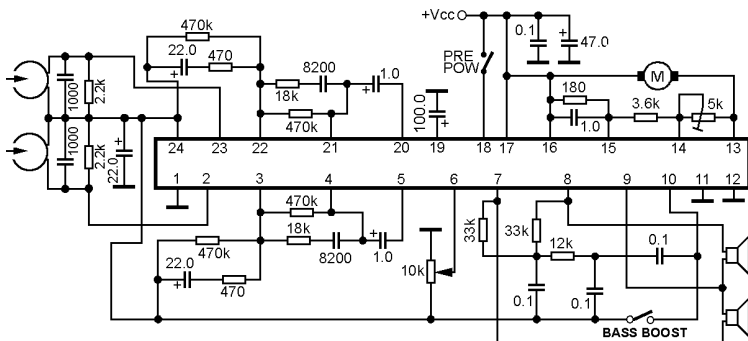 470k
+Vcc
22.0
+
470
0.1
+
47.0
PRE
POW
M
8200
1.0
+
18k
470k
100.0
+
180
1.0
3.6k
5k
1000
2.2k
1000
2.2k
22.0
+
24 23 22 21 20 19 18 17 16 15 14 13
1 2 3 4 5 6 7 8 9 10 11 12
470k
18k
8200
+
1.0
470k
22.0
+
470
10k
33k
33k
12k
0.1
0.1
0.1
BASS BOOST